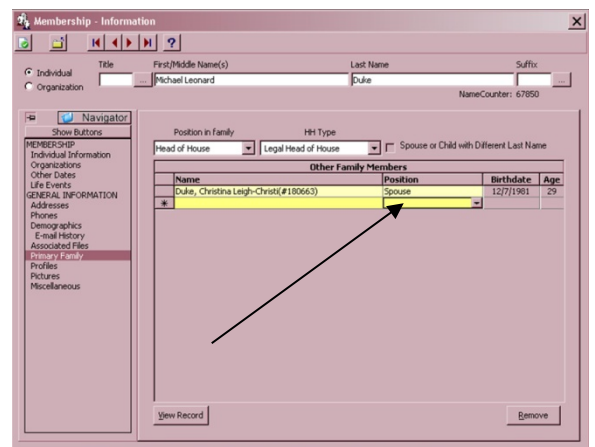 Membership - Information
Title First/Middle Name(s) Last Name Suffix
Individual
Organization
... Michael Leonard Duke ...
NameCounter: 67850
Navigator
Show Buttons
MEMBERSHIP
Individual Information
Organizations
Other Dates
Life Events
GENERAL INFORMATION
Addresses
Phones
Demographics
E-mail History
Associated Files
Primary Family
Profiles
Pictures
Miscellaneous
Position in family HH Type
Head of House Legal Head of House Spouse or Child with Different Last Name
Other Family Members
Name Position Birthdate Age
Duke, Christina Leigh-Christi(#180663) Spouse 12/7/1981 29
View Record Remove